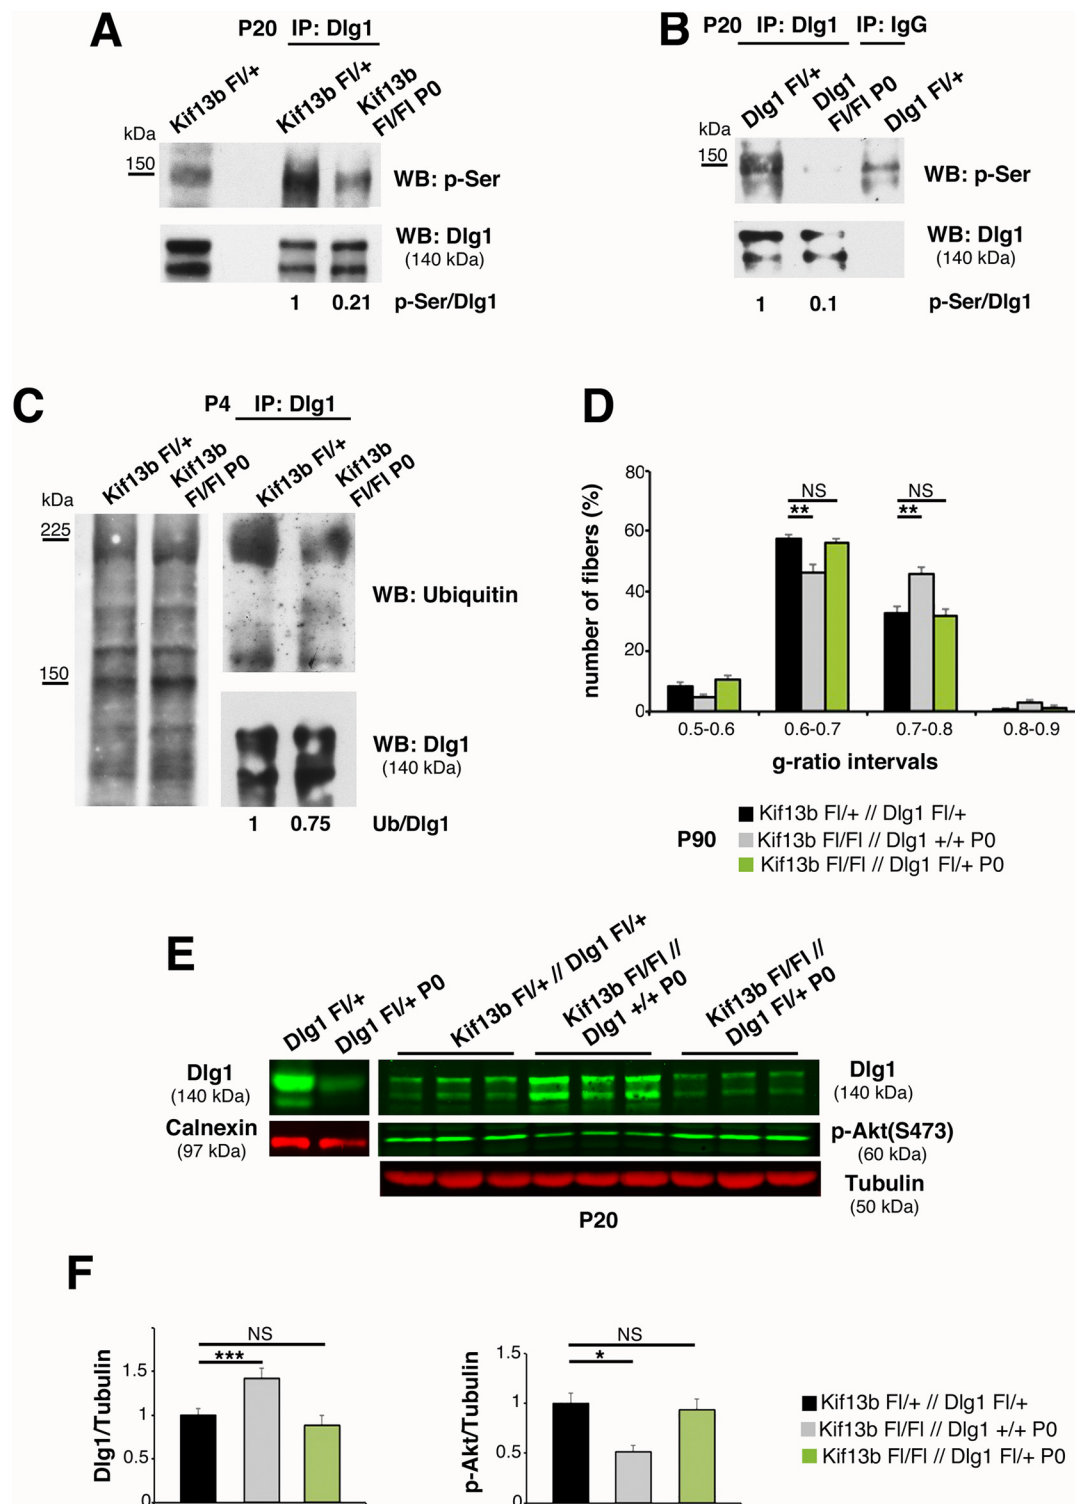 A
P20 IP: Dlg1
Kif13b Fl/+
Kif13b Fl/+
Kif13b
Fl/Fl P0
kDa
150
WB: p-Ser
WB: Dlg1
(140 kDa)
1 0.21 p-Ser/Dlg1
B
P20 IP: Dlg1 IP: IgG
Dlg1 Fl/+
Dlg1
Fl/Fl P0
Dlg1 Fl/+
kDa
150
WB: p-Ser
WB: Dlg1
(140 kDa)
1 0.1 p-Ser/Dlg1
C
P4 IP: Dlg1
Kif13b Fl/+
Kif13b
Fl/Fl P0
Kif13b Fl/+
Kif13b
Fl/Fl P0
kDa
225
WB: Ubiquitin
150
WB: Dlg1
(140 kDa)
1 0.75 Ub/Dlg1
D
number of fibers (%)
80
60
40
20
0
NS
**
NS
**
0.5-0.6 0.6-0.7 0.7-0.8 0.8-0.9
g-ratio intervals
P90
Kif13b Fl/+ // Dlg1 Fl/+
Kif13b Fl/Fl // Dlg1 +/+ P0
Kif13b Fl/Fl // Dlg1 Fl/+ P0
E
Dlg1 Fl/+
Dlg1 Fl/+ P0
Kif13b Fl/+ // Dlg1 Fl/+
Kif13b Fl/Fl //
Dlg1 +/+ P0
Kif13b Fl/Fl //
Dlg1 Fl/+ P0
Dlg1
(140 kDa)
Calnexin
(97 kDa)
Dlg1
(140 kDa)
p-Akt(S473)
(60 kDa)
Tubulin
(50 kDa)
P20
F
Dlg1/Tubulin
1.5
1
0.5
0
NS
***
p-Akt/Tubulin
1.5
1
0.5
0
NS
*
Kif13b Fl/+ // Dlg1 Fl/+
Kif13b Fl/Fl // Dlg1 +/+ P0
Kif13b Fl/Fl // Dlg1 Fl/+ P0